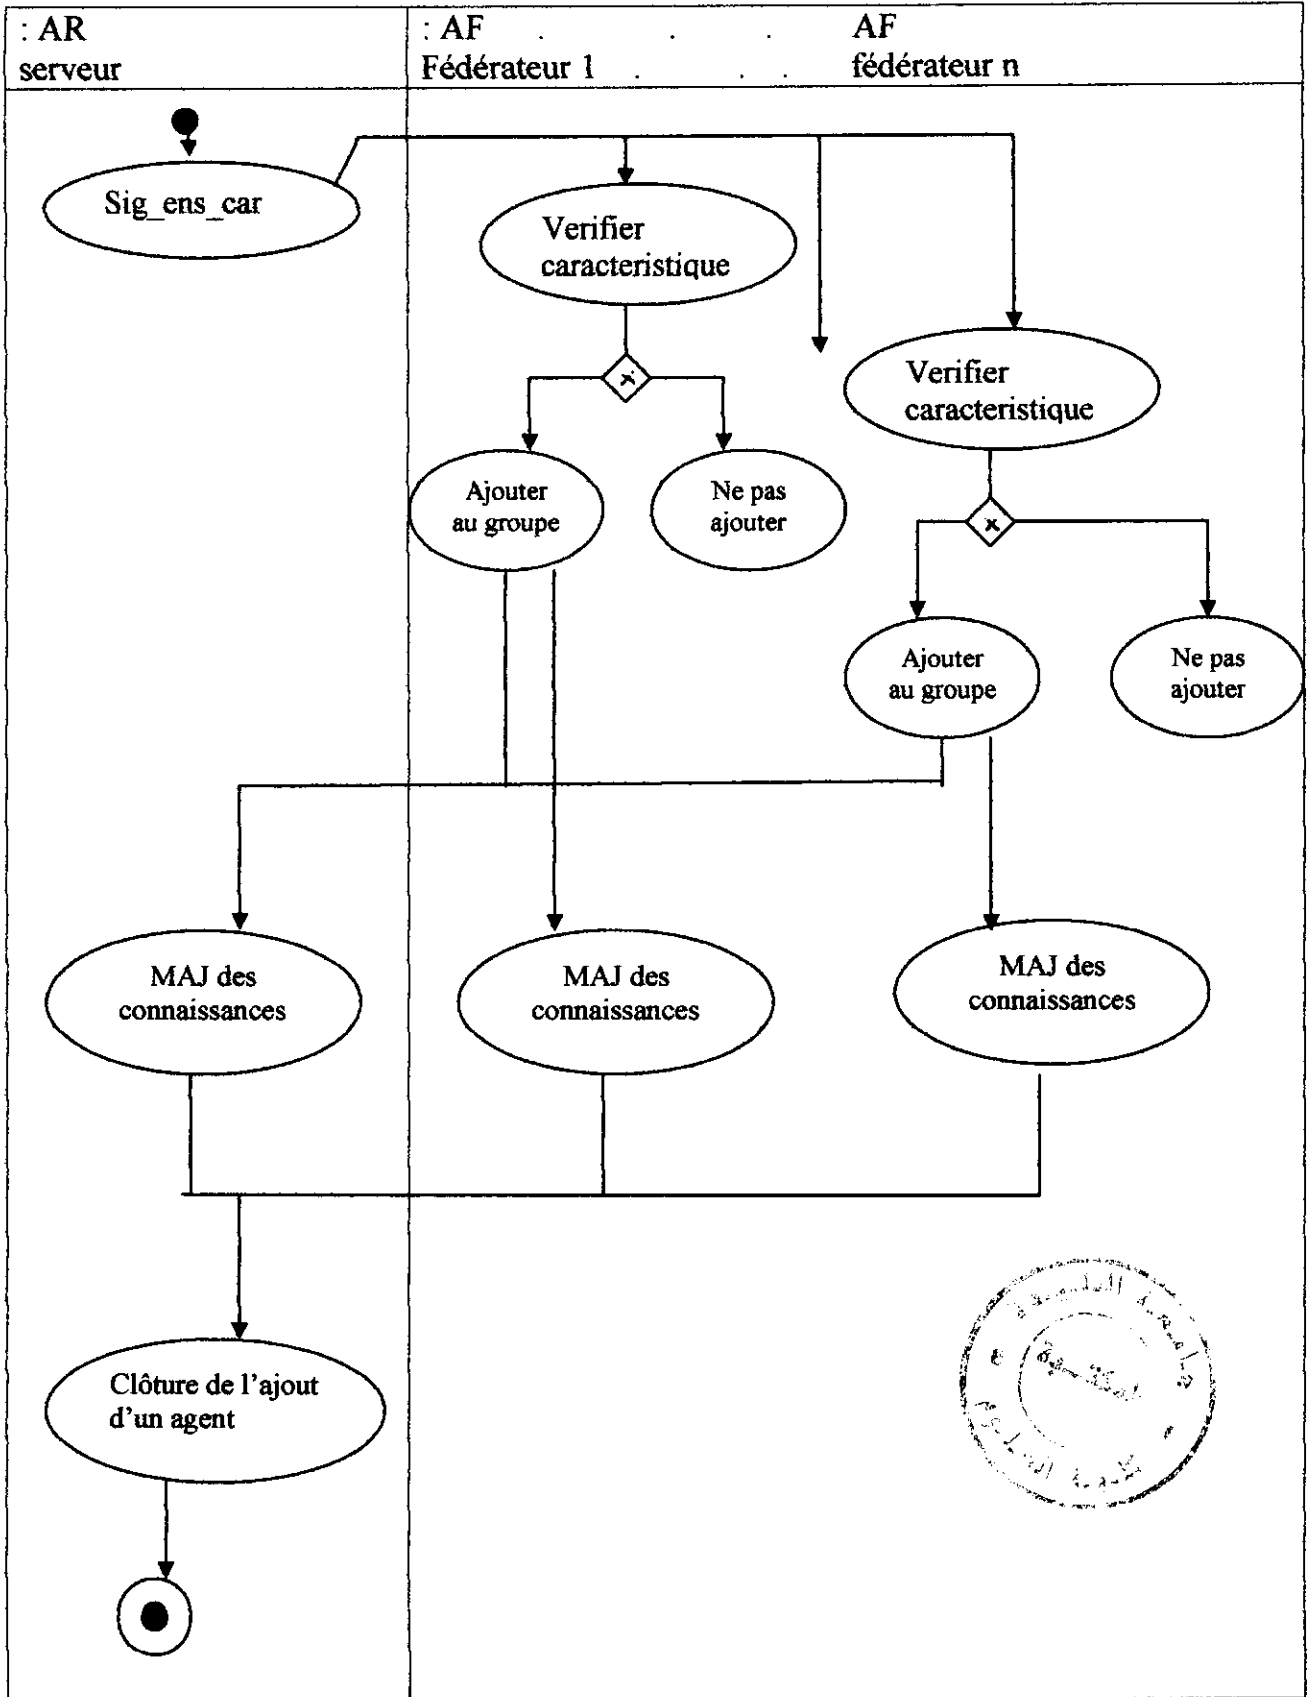 : AR
serveur
: AF . . . AF
Fédérateur 1 . . . fédérateur n
Sig_ens_car
Verifier
caracteristique
Verifier
caracteristique
x
Ajouter
au groupe
Ne pas
ajouter
x
Ajouter
au groupe
Ne pas
ajouter
MAJ des
connaissances
MAJ des
connaissances
MAJ des
connaissances
Clôture de l'ajout
d'un agent